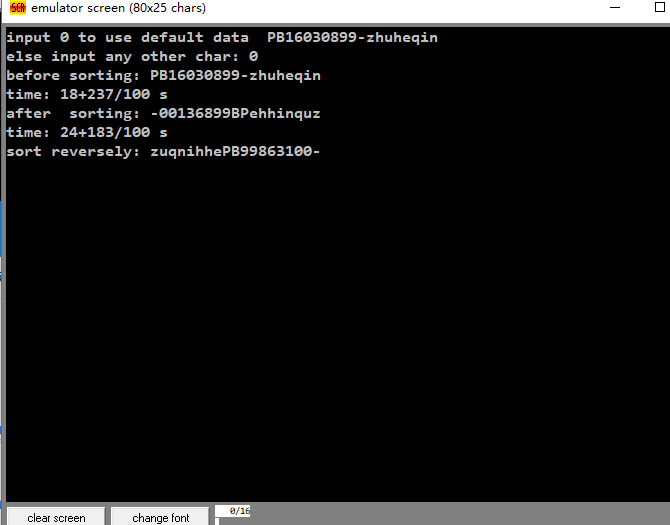 emulator screen (80x25 chars)
input 0 to use default data  PB16030899-zhuheqin
else input any other char: 0
before sorting: PB16030899-zhuheqin
time: 18+237/100 s
after  sorting: -00136899BPehhinquz
time: 24+183/100 s
sort reversely: zuqnihhePB99863100-
clear screen
change font
0/16